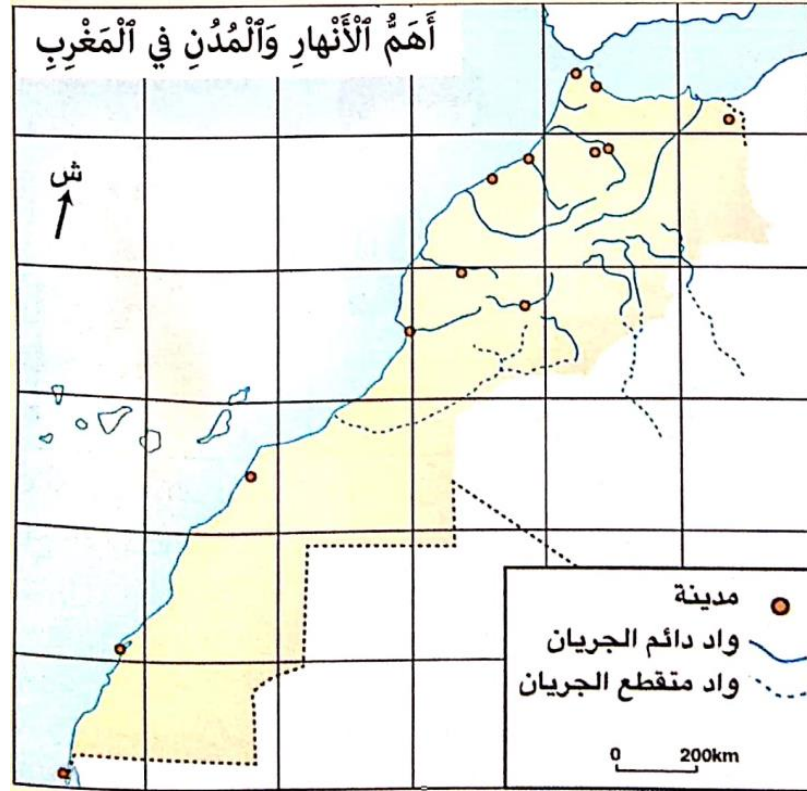 أَهَمُّ ٱلْأَنْهارِ وَٱلْمُدُنِ في ٱلْمَغْرِبِ
ش
مدينة
واد دائم الجريان
واد متقطع الجريان
0 200km